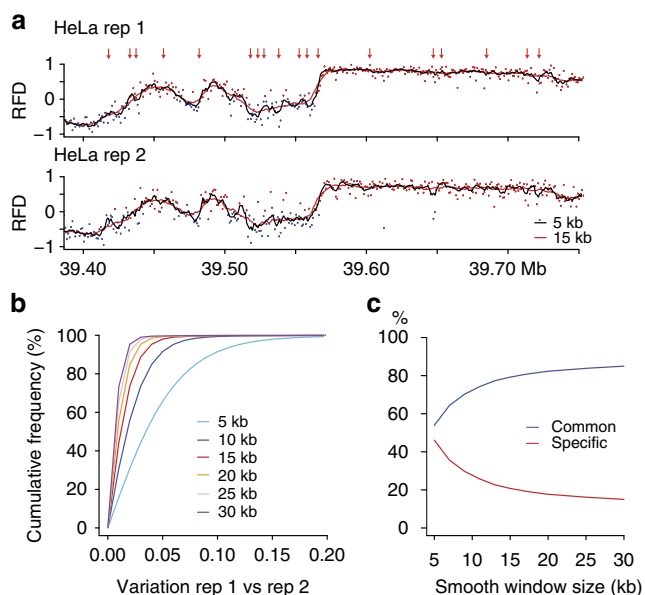 a
HeLa rep 1
1
0
−1
RFD
HeLa rep 2
1
0
−1
RFD
5 kb
15 kb
39.40 39.50 39.60 39.70 Mb
b
Cumulative frequency (%)
100
80
60
40
20
0
5 kb
10 kb
15 kb
20 kb
25 kb
30 kb
0.00 0.05 0.10 0.15 0.20
Variation rep 1 vs rep 2
c
%
100
80
60
40
20
0
Common
Specific
5 10 15 20 25 30
Smooth window size (kb)